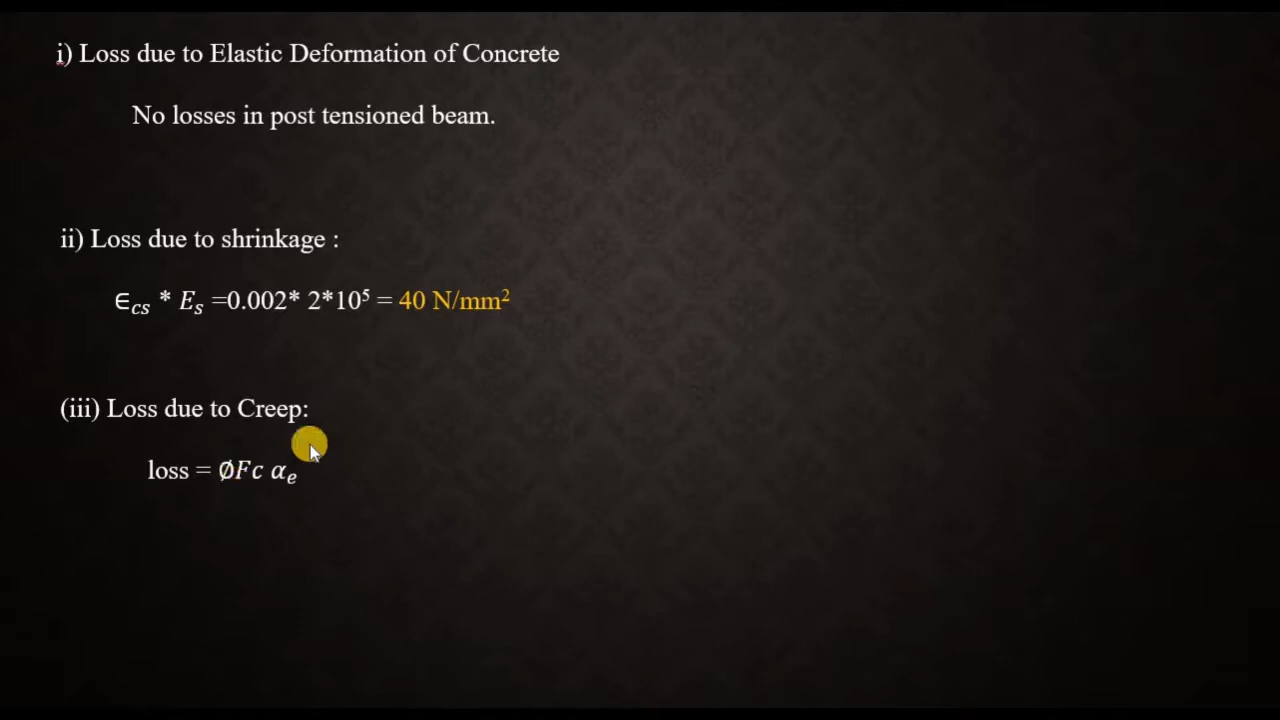 i) Loss due to Elastic Deformation of Concrete
No losses in post tensioned beam.
ii) Loss due to shrinkage :
∈cs * Es =0.002* 2*10⁵ = 40 N/mm²
(iii) Loss due to Creep:
loss = ∅Fc αe